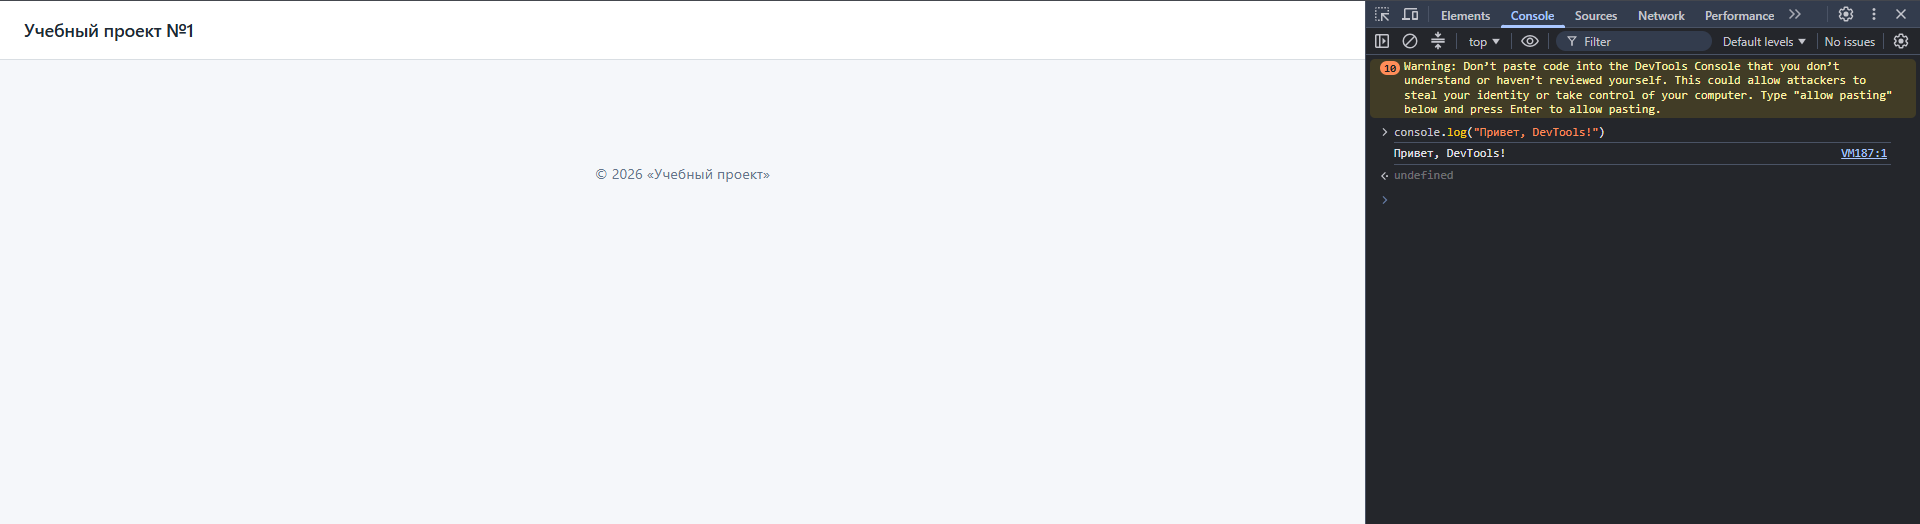 Учебный проект №1
© 2026 «Учебный проект»
Elements Console Sources Network Performance
top Filter Default levels No issues
10 Warning: Don’t paste code into the DevTools Console that you don’t
understand or haven’t reviewed yourself. This could allow attackers to
steal your identity or take control of your computer. Type "allow pasting"
below and press Enter to allow pasting.
console.log("Привет, DevTools!")
Привет, DevTools! VM187:1
undefined